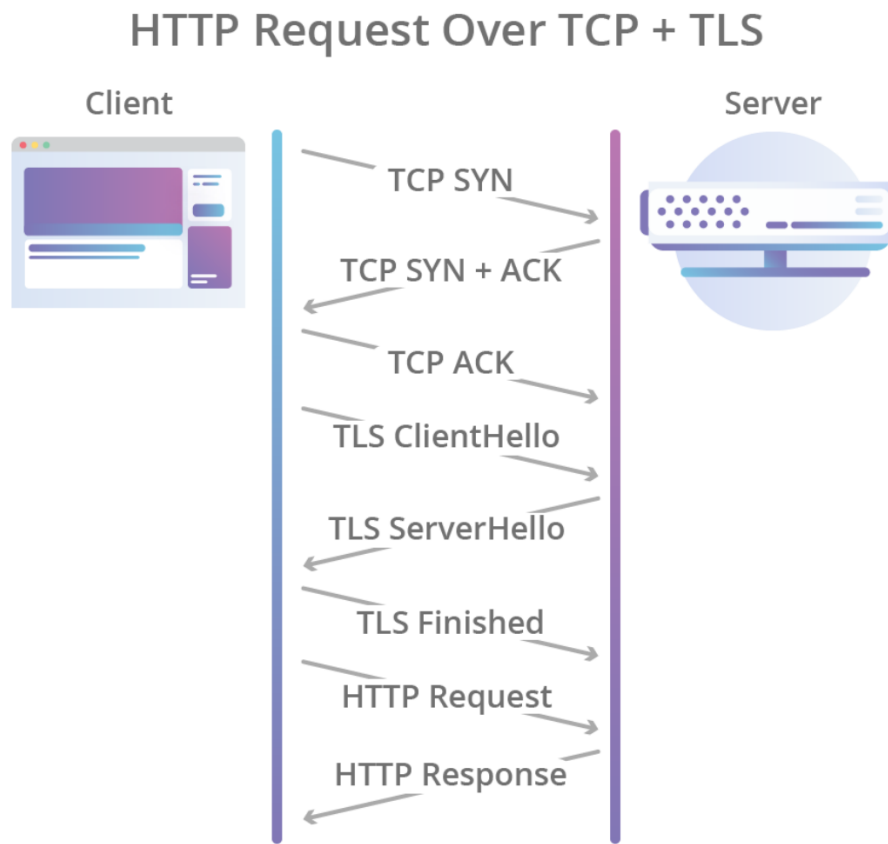 HTTP Request Over TCP + TLS
Client
Server
TCP SYN
TCP SYN + ACK
TCP ACK
TLS ClientHello
TLS ServerHello
TLS Finished
HTTP Request
HTTP Response